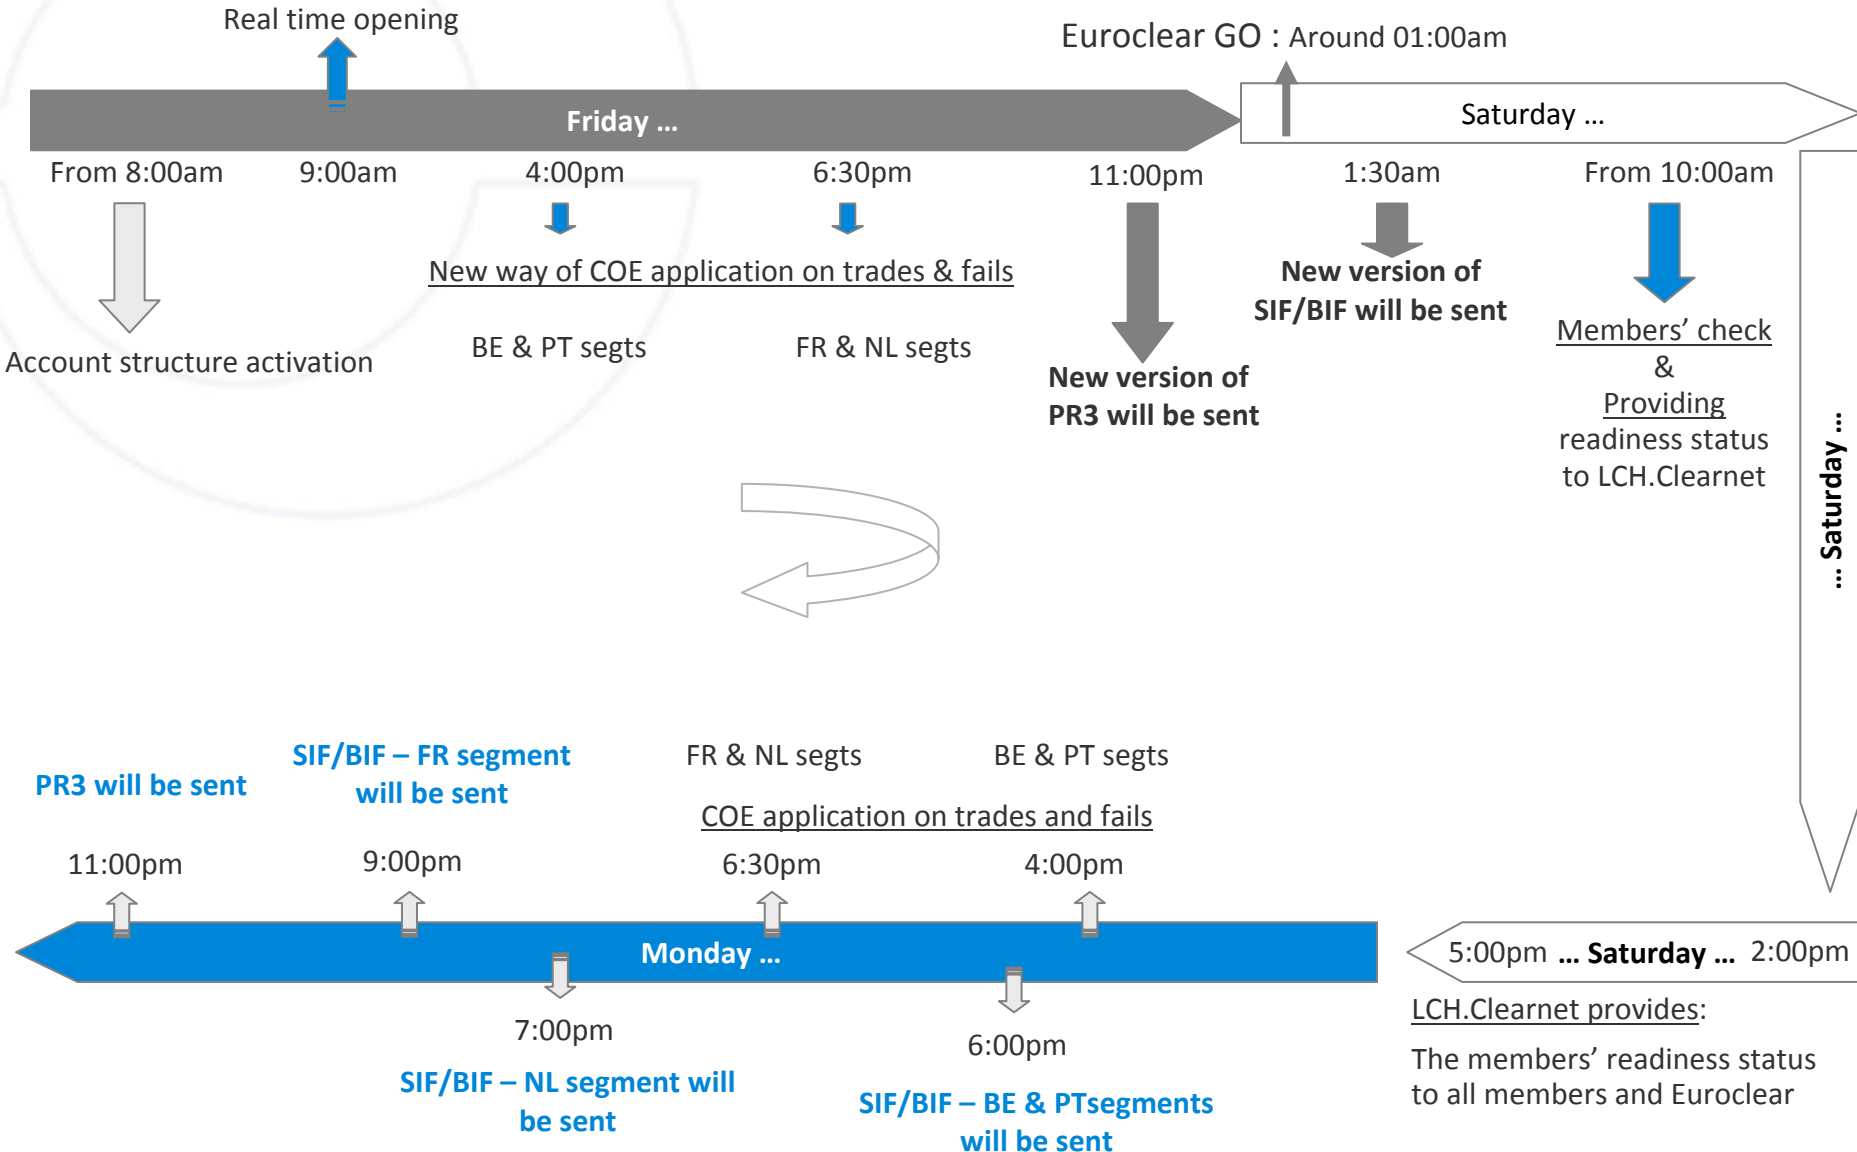 Real time opening
Euroclear GO : Around 01:00am
Friday ...
Saturday ...
From 8:00am
9:00am
4:00pm
6:30pm
11:00pm
1:30am
From 10:00am
New way of COE application on trades & fails
BE & PT segts
FR & NL segts
Account structure activation
New version of
PR3 will be sent
New version of
SIF/BIF will be sent
Members’ check
&
Providing
readiness status
to LCH.Clearnet
... Saturday ...
2:00pm
... Saturday ...
5:00pm
LCH.Clearnet provides:
The members’ readiness status
to all members and Euroclear
PR3 will be sent
SIF/BIF – FR segment
will be sent
FR & NL segts
BE & PT segts
COE application on trades and fails
11:00pm
9:00pm
6:30pm
4:00pm
Monday ...
7:00pm
SIF/BIF – NL segment will
be sent
6:00pm
SIF/BIF – BE & PTsegments
will be sent